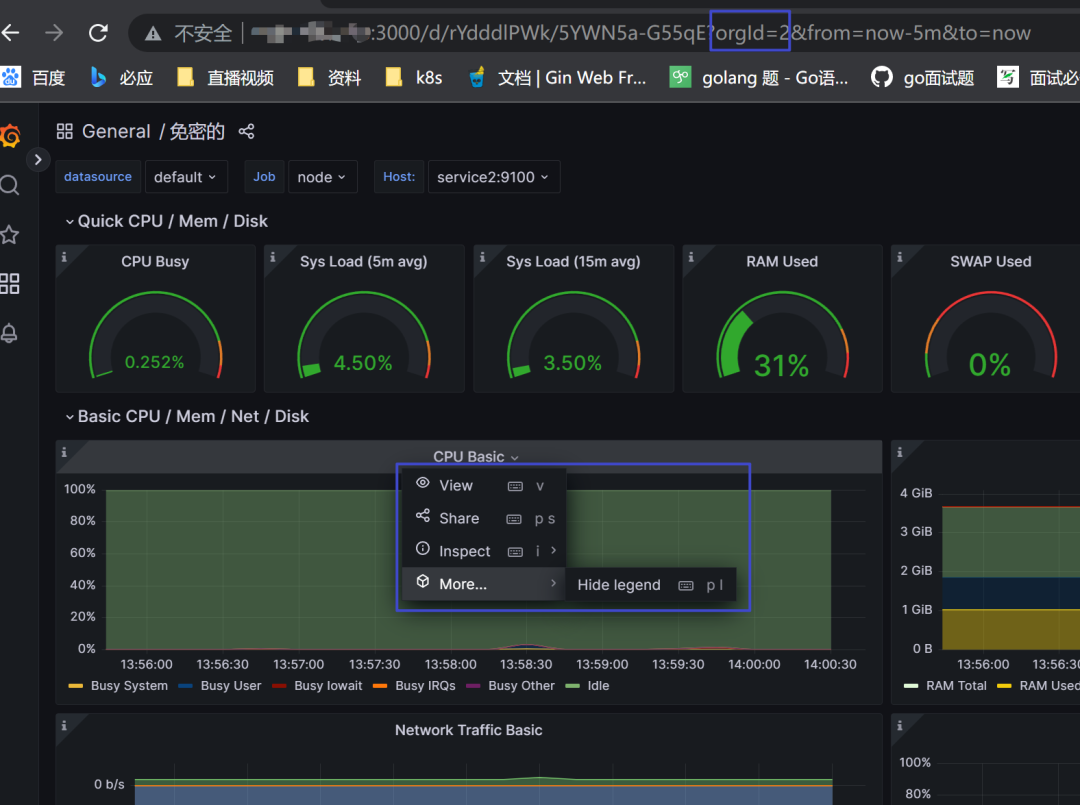 不安全 :3000/d/rYdddlPWk/5YWN5a-G55qE?orgId=2&from=now-5m&to=now
百度 必应 直播视频 资料 k8s 文档 | Gin Web Fr... golang 题 - Go语... go面试题 面试必
General / 免密的
datasource default Job node Host: service2:9100
Quick CPU / Mem / Disk
CPU Busy Sys Load (5m avg) Sys Load (15m avg) RAM Used SWAP Used
0.252% 4.50% 3.50% 31% 0%
Basic CPU / Mem / Net / Disk
CPU Basic
View v
Share p s
Inspect i
More... Hide legend p l
100%
80%
60%
40%
20%
0%
13:56:00 13:56:30 13:57:00 13:57:30 13:58:00 13:58:30 13:59:00 13:59:30 14:00:00 14:00:30
Busy System Busy User Busy Iowait Busy IRQs Busy Other Idle
4 GiB
3 GiB
2 GiB
1 GiB
0 B
13:56:00 13:56:30
RAM Total RAM Used
Network Traffic Basic
0 b/s
100%
80%